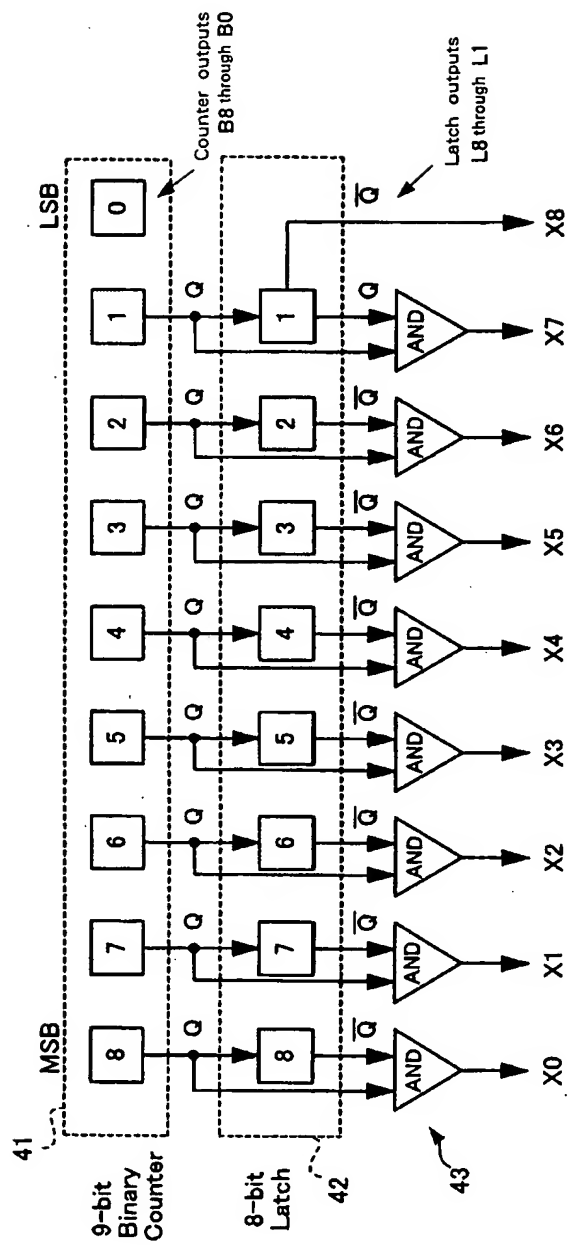 MSB
LSB
41
9-bit
Binary
Counter
8
7
6
5
4
3
2
1
0
Counter outputs
B8 through B0
Q
Q
Q
Q
Q
Q
Q
Q
8-bit
Latch
8
7
6
5
4
3
2
1
42
Q̅
Q̅
Q̅
Q̅
Q̅
Q̅
Q̅
Q
Q̅
Latch outputs
L8 through L1
43
AND
AND
AND
AND
AND
AND
AND
AND
X0
X1
X2
X3
X4
X5
X6
X7
X8